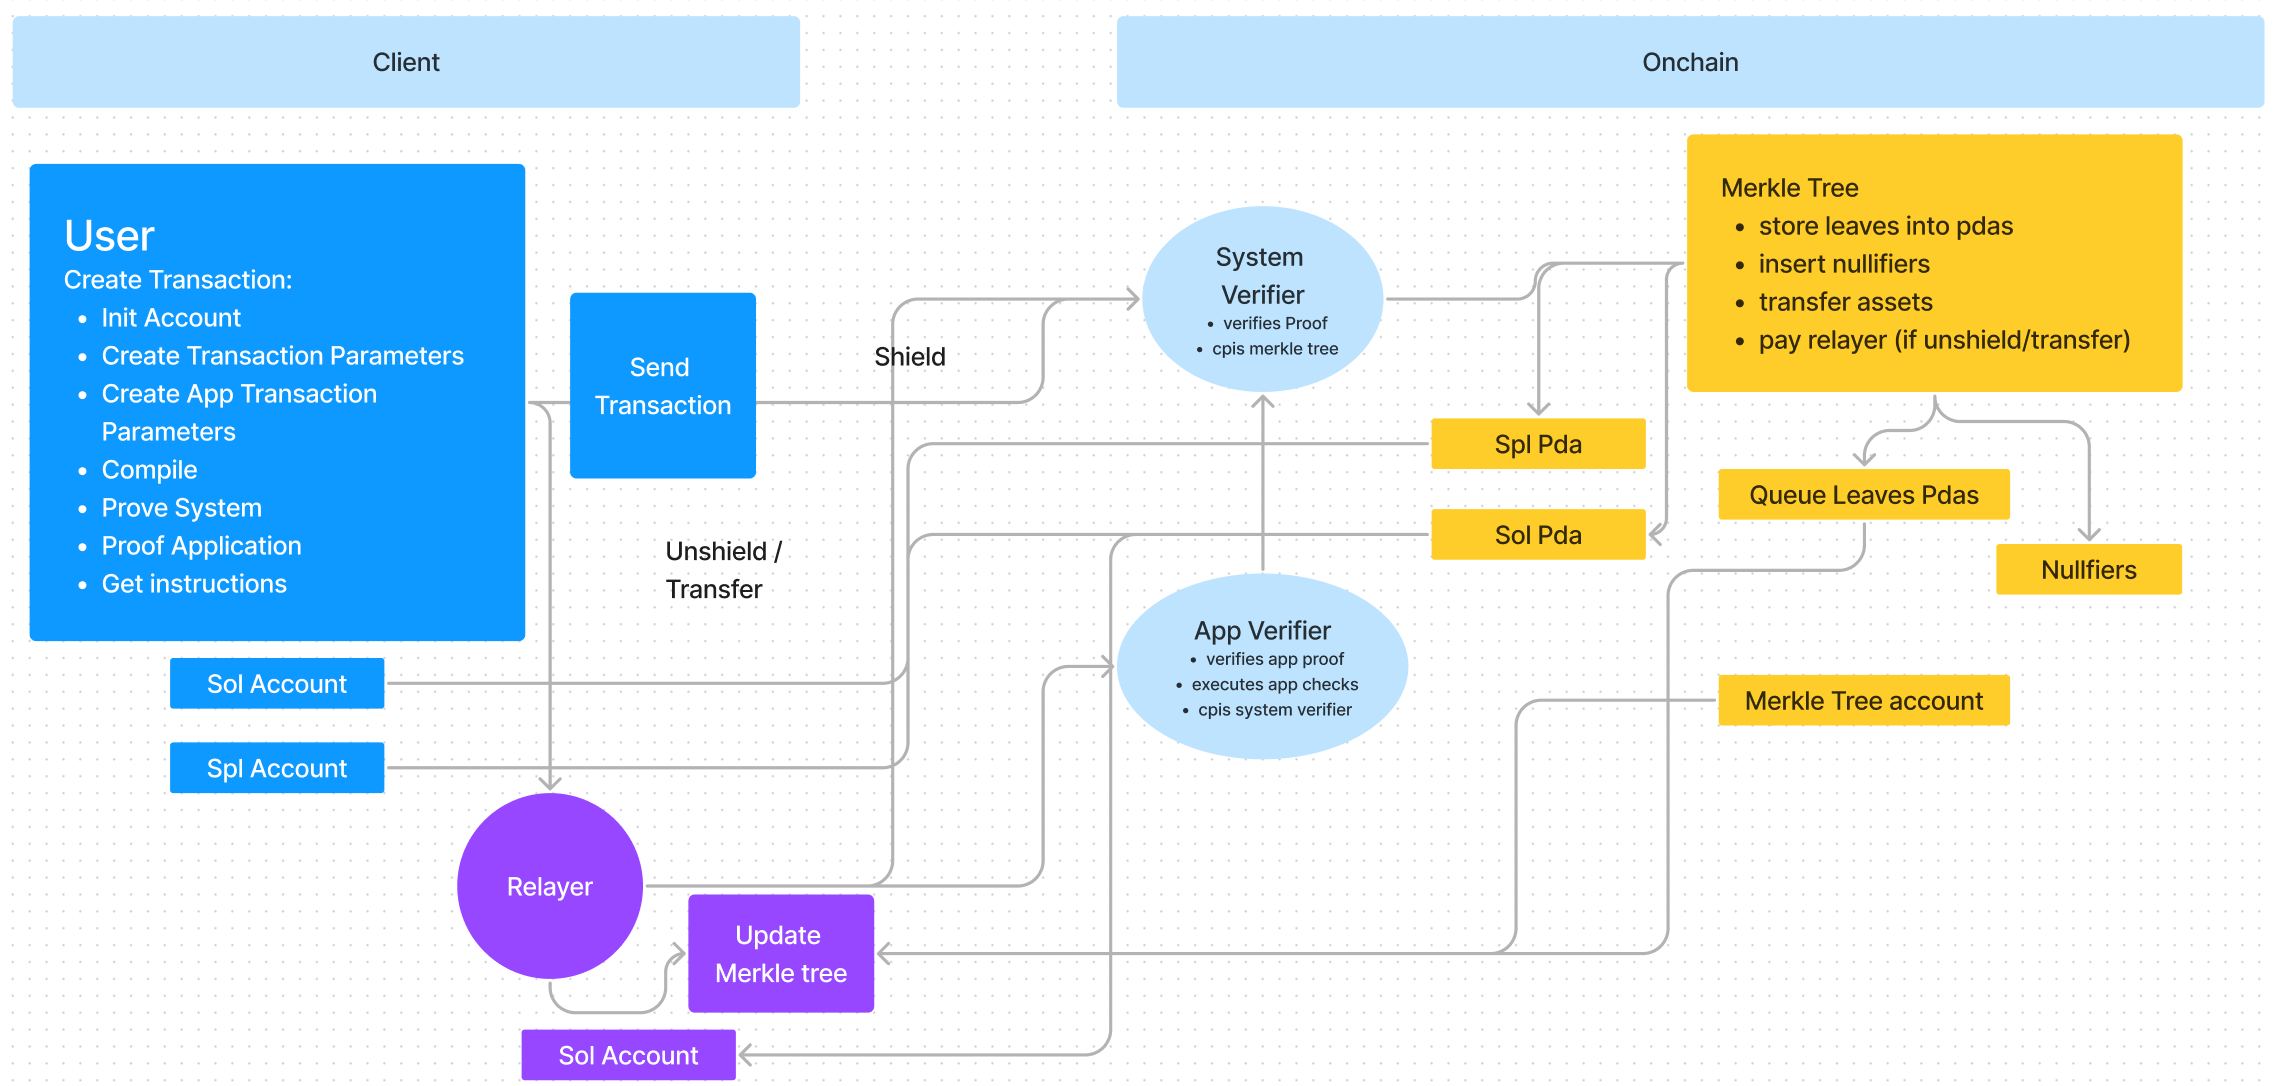 Client
Onchain
User
Create Transaction:
• Init Account
• Create Transaction Parameters
• Create App Transaction
Parameters
• Compile
• Prove System
• Proof Application
• Get instructions
Send
Transaction
Shield
Unshield /
Transfer
Sol Account
Spl Account
Relayer
Update
Merkle tree
Sol Account
System
Verifier
• verifies Proof
• cpis merkle tree
App Verifier
• verifies app proof
• executes app checks
• cpis system verifier
Merkle Tree
• store leaves into pdas
• insert nullifiers
• transfer assets
• pay relayer (if unshield/transfer)
Spl Pda
Sol Pda
Queue Leaves Pdas
Nullfiers
Merkle Tree account